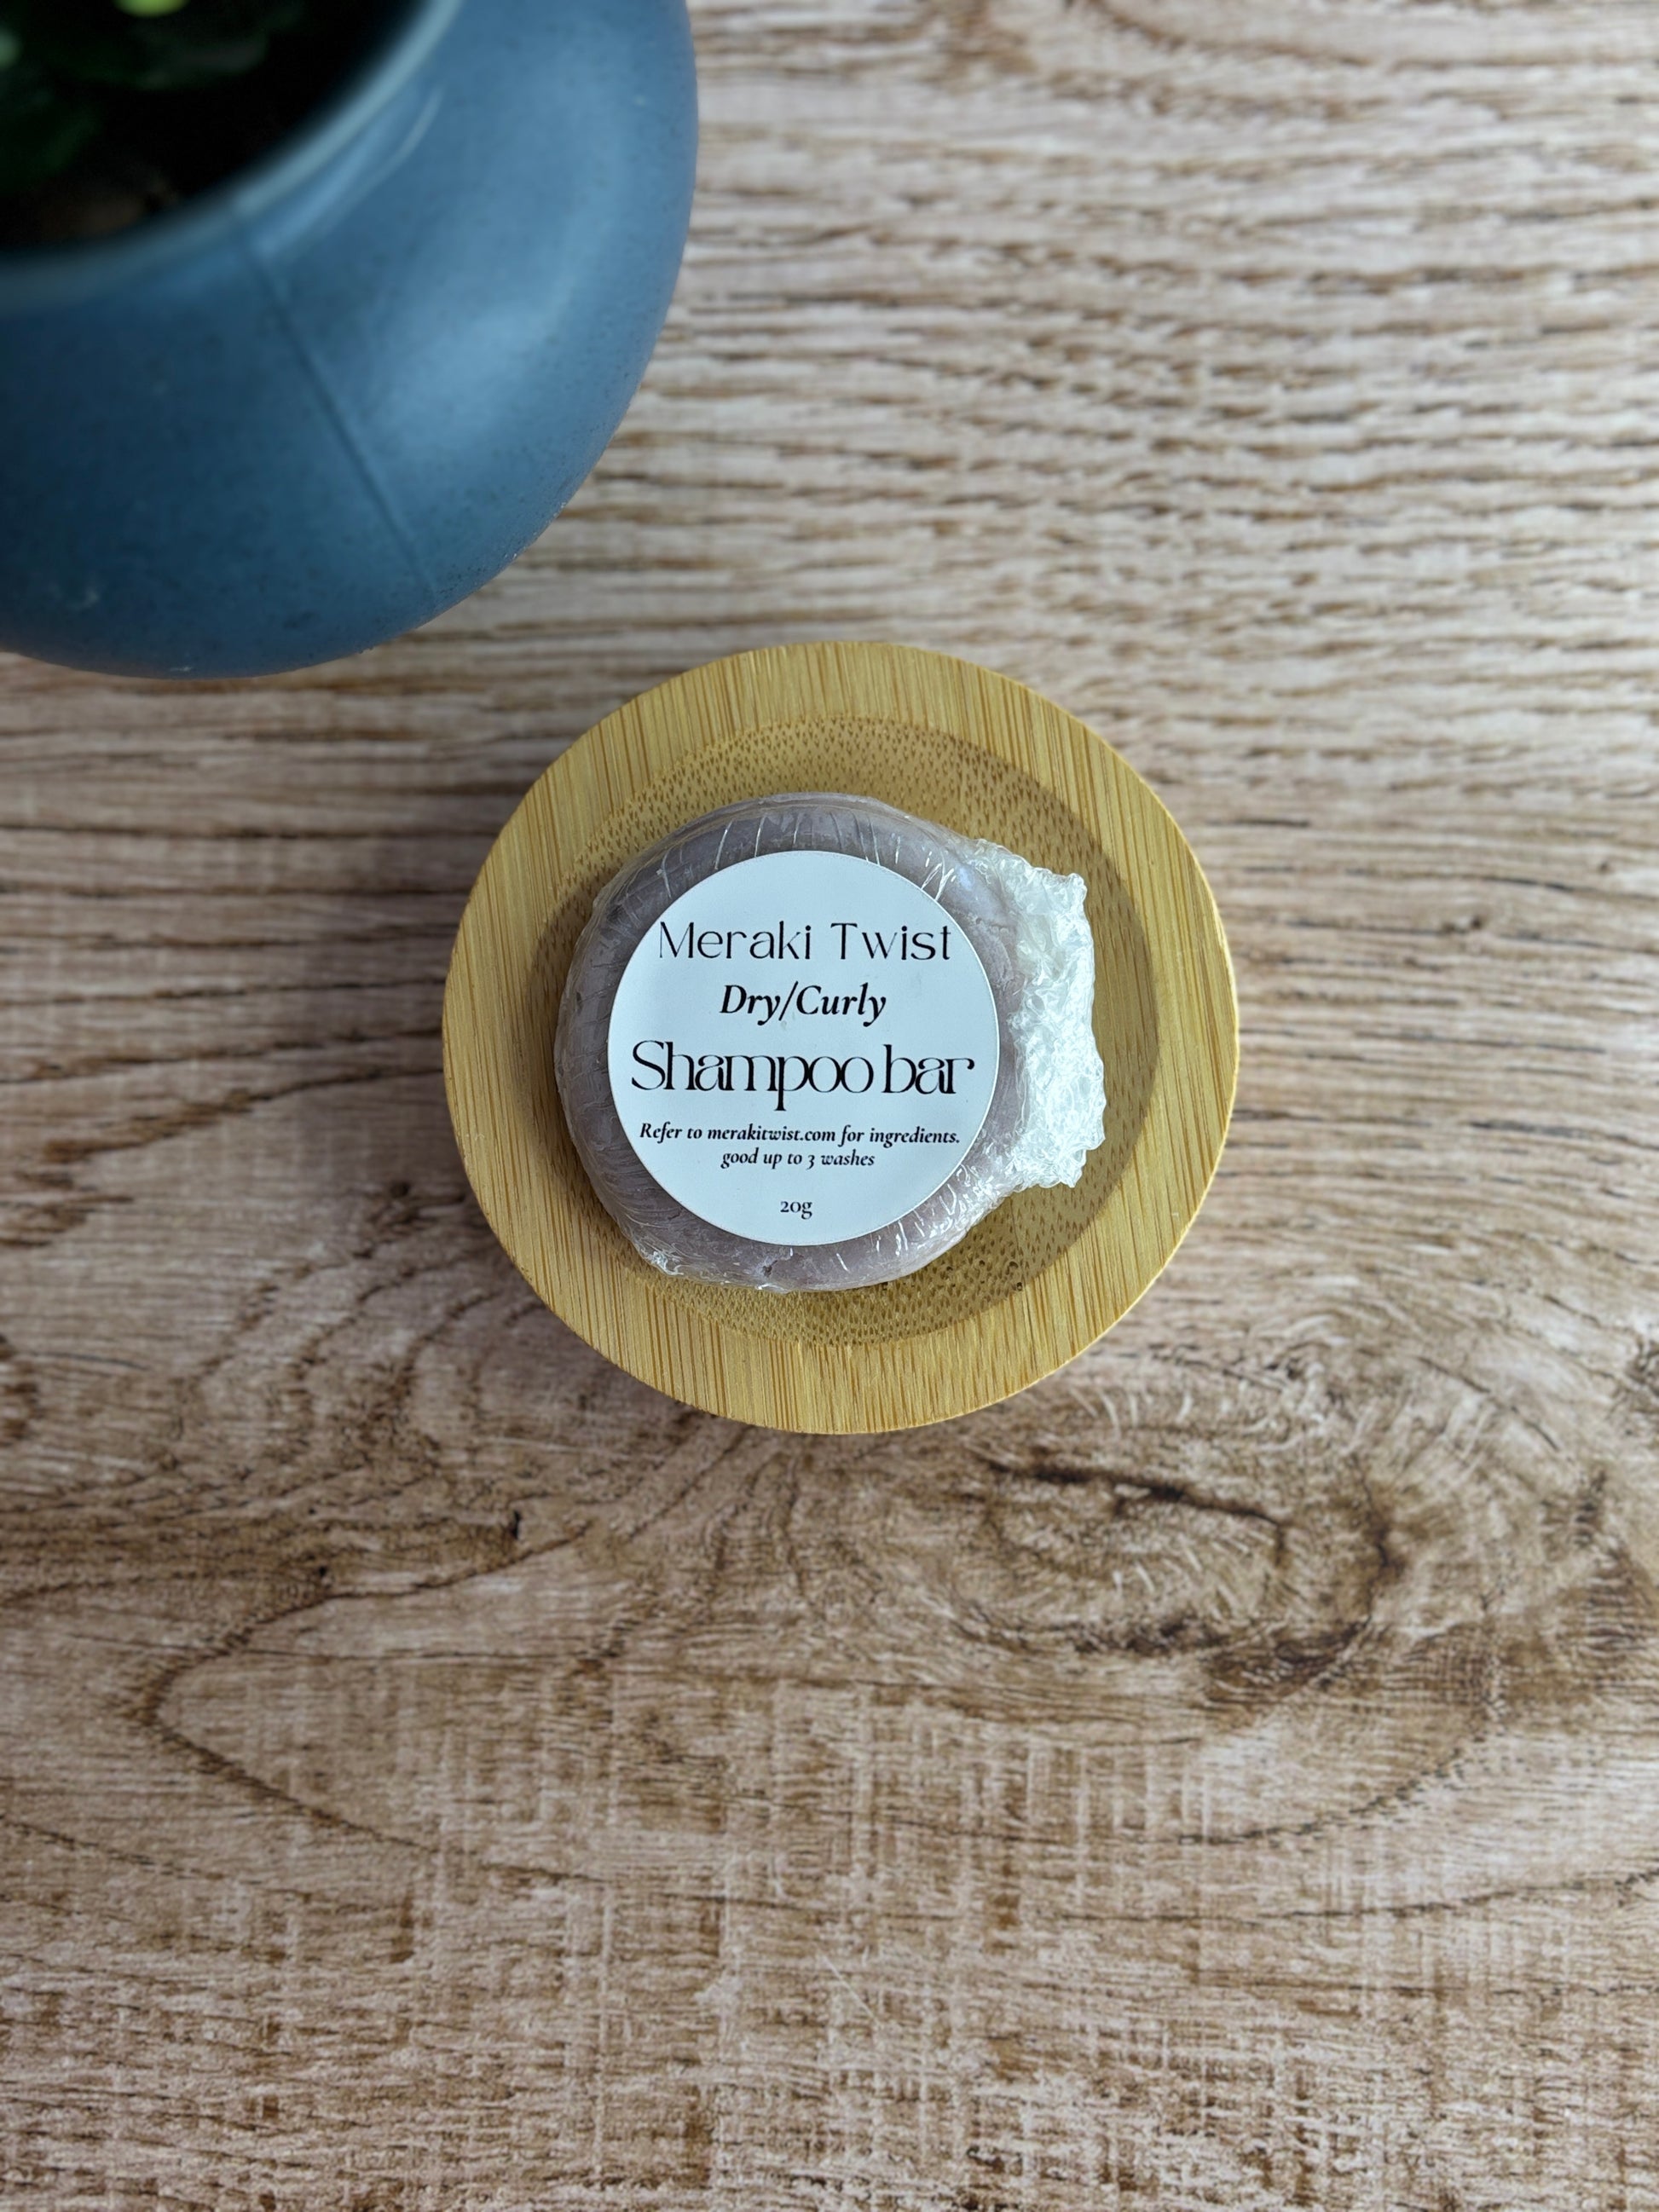 Meraki Twist
Dry/Curly
Shampoo bar
Refer to merakitwist.com for ingredients.
good up to 3 washes
20g